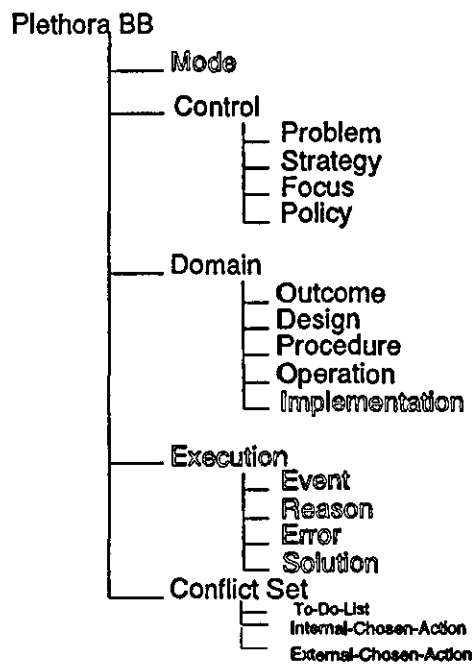 Plethora BB
Mode
Control
Problem
Strategy
Focus
Policy
Domain
Outcome
Design
Procedure
Operation
Implementation
Execution
Event
Reason
Error
Solution
Conflict Set
To-Do-List
Internal-Chosen-Action
External-Chosen-Action